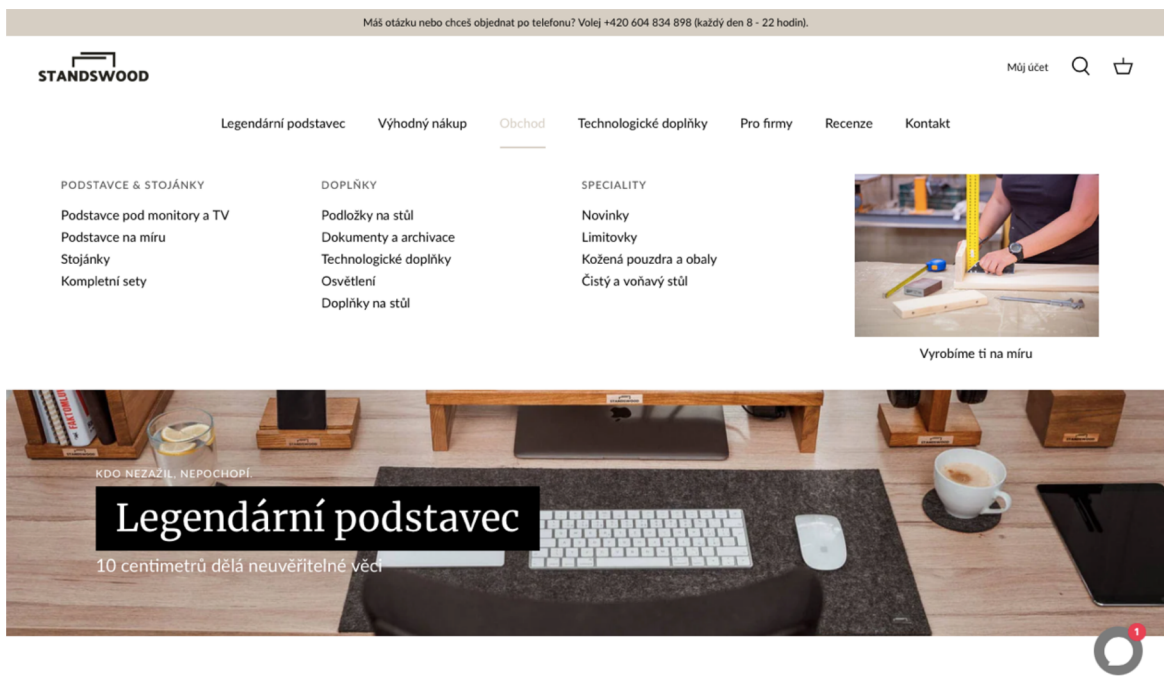 Máš otázku nebo chceš objednat po telefonu? Volej +420 604 834 898 (každý den 8 - 22 hodin).
STANDSWOOD
Můj účet
Legendární podstavec Výhodný nákup Obchod Technologické doplňky Pro firmy Recenze Kontakt
PODSTAVCE & STOJÁNKY
Podstavce pod monitory a TV
Podstavce na míru
Stojánky
Kompletní sety
DOPLŇKY
Podložky na stůl
Dokumenty a archivace
Technologické doplňky
Osvětlení
Doplňky na stůl
SPECIALITY
Novinky
Limitovky
Kožená pouzdra a obaly
Čistý a voňavý stůl
Vyrobíme ti na míru
FAKTOMLUVA
STANDSWOOD
KDO NEZAŽIL, NEPOCHOPÍ.
Legendární podstavec
10 centimetrů dělá neuvěřitelné věci
1